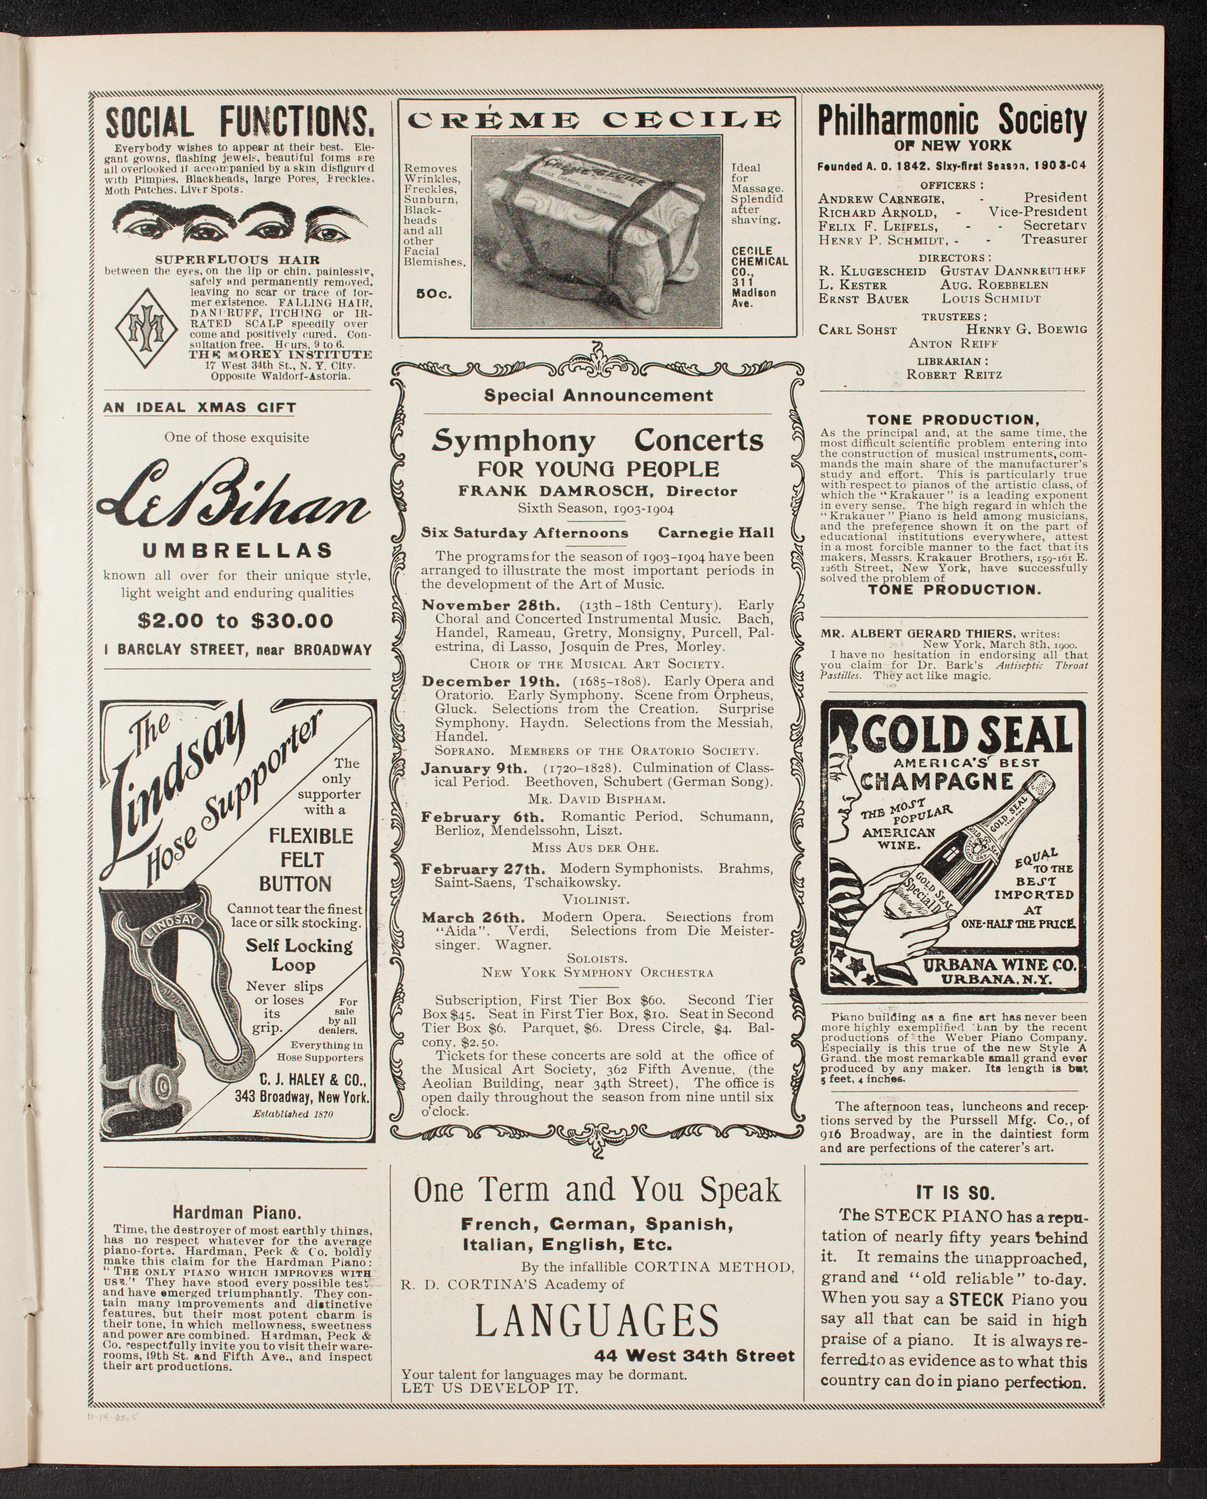 SOCIAL FUNCTIONS.
Everybody wishes to appear at their best. Ele-
gant gowns, flashing jewels, beautiful forms are
all overlooked if accompanied by a skin disfigured
with Pimples, Blackheads, large Pores, Freckles,
Moth Patches, Liver Spots.
SUPERFLUOUS HAIR
between the eyes, on the lip or chin, painlessly,
safely and permanently removed,
leaving no scar or trace of for-
mer existence. FALLING HAIR,
DANDRUFF, ITCHING or IR-
RATED SCALP speedily over
come and positively cured. Con-
sultation free. Hours, 9 to 6.
THE MOREY INSTITUTE
17 West 34th St., N. Y. City.
Opposite Waldorf-Astoria.
AN IDEAL XMAS GIFT
One of those exquisite
Le Bihan
UMBRELLAS
known all over for their unique style,
light weight and enduring qualities
$2.00 to $30.00
1 BARCLAY STREET, near BROADWAY
The
Lindsay
Hose Supporter
The
only
supporter
with a
FLEXIBLE
FELT
BUTTON
Cannot tear the finest
lace or silk stocking.
Self Locking
Loop
Never slips
or loses
its
grip.
For
sale
by all
dealers.
Everything in
Hose Supporters
C. J. HALEY & CO.,
343 Broadway, New York.
Established 1870
LINDSAY
Hardman Piano.
Time, the destroyer of most earthly things,
has no respect whatever for the average
piano-forte. Hardman, Peck & Co. boldly
make this claim for the Hardman Piano:
"THE ONLY PIANO WHICH IMPROVES WITH
USE." They have stood every possible test
and have emerged triumphantly. They con-
tain many improvements and distinctive
features, but their most potent charm is
their tone, in which mellowness, sweetness
and power are combined. Hardman, Peck &
Co. respectfully invite you to visit their ware-
rooms, 19th St. and Fifth Ave., and inspect
their art productions.
CRÉME CECILE
Removes
Wrinkles,
Freckles,
Sunburn,
Black-
heads
and all
other
Facial
Blemishes.
50c.
Ideal
for
Massage.
Splendid
after
shaving.
CECILE
CHEMICAL
CO.,
311
Madison
Ave.
Special Announcement
Symphony Concerts
FOR YOUNG PEOPLE
FRANK DAMROSCH, Director
Sixth Season, 1903-1904
Six Saturday Afternoons Carnegie Hall
The programs for the season of 1903-1904 have been
arranged to illustrate the most important periods in
the development of the Art of Music.
November 28th. (13th-18th Century). Early
Choral and Concerted Instrumental Music. Bach,
Handel, Rameau, Gretry, Monsigny, Purcell, Pal-
estrina, di Lasso, Josquin de Pres, Morley.
CHOIR OF THE MUSICAL ART SOCIETY.
December 19th. (1685-1808). Early Opera and
Oratorio. Early Symphony. Scene from Orpheus,
Gluck. Selections from the Creation. Surprise
Symphony. Haydn. Selections from the Messiah,
Handel.
SOPRANO. MEMBERS OF THE ORATORIO SOCIETY.
January 9th. (1720-1828). Culmination of Class-
ical Period. Beethoven, Schubert (German Song).
MR. DAVID BISPHAM.
February 6th. Romantic Period. Schumann,
Berlioz, Mendelssohn, Liszt.
MISS AUS DER OHE.
February 27th. Modern Symphonists. Brahms,
Saint-Saens, Tschaikowsky.
VIOLINIST.
March 26th. Modern Opera. Selections from
"Aida". Verdi, Selections from Die Meister-
singer. Wagner.
SOLOISTS.
NEW YORK SYMPHONY ORCHESTRA
Subscription, First Tier Box $60. Second Tier
Box $45. Seat in First Tier Box, $10. Seat in Second
Tier Box $6. Parquet, $6. Dress Circle, $4. Bal-
cony, $2.50.
Tickets for these concerts are sold at the office of
the Musical Art Society, 362 Fifth Avenue, (the
Aeolian Building, near 34th Street), The office is
open daily throughout the season from nine until six
o'clock.
One Term and You Speak
French, German, Spanish,
Italian, English, Etc.
By the infallible CORTINA METHOD,
R. D. CORTINA'S Academy of
LANGUAGES
44 West 34th Street
Your talent for languages may be dormant.
LET US DEVELOP IT.
Philharmonic Society
OF NEW YORK
Founded A. D. 1842. Sixy-first Season, 1903-04
OFFICERS:
ANDREW CARNEGIE, - President
RICHARD ARNOLD, - Vice-President
FELIX F. LEIFELS, - - Secretary
HENRY P. SCHMIDT, - - Treasurer
DIRECTORS:
R. KLUGESCHEID GUSTAV DANNREUTHER
L. KESTER AUG. ROEBBELEN
ERNST BAUER LOUIS SCHMIDT
TRUSTEES:
CARL SOHST HENRY G. BOEWIG
ANTON REIFF
LIBRARIAN:
ROBERT REITZ
TONE PRODUCTION,
As the principal and, at the same time, the
most difficult scientific problem entering into
the construction of musical instruments, com-
mands the main share of the manufacturer's
study and effort. This is particularly true
with respect to pianos of the artistic class, of
which the "Krakauer" is a leading exponent
in every sense. The high regard in which the
"Krakauer" Piano is held among musicians,
and the preference shown it on the part of
educational institutions everywhere, attest
in a most forcible manner to the fact that its
makers, Messrs. Krakauer Brothers, 159-161 E.
126th Street, New York, have successfully
solved the problem of
TONE PRODUCTION.
MR. ALBERT GERARD THIERS, writes:
New York, March 8th, 1900.
I have no hesitation in endorsing all that
you claim for Dr. Bark's Antiseptic Throat
Pastilles. They act like magic.
GOLD SEAL
AMERICA'S BEST
CHAMPAGNE
THE MOST
POPULAR
AMERICAN
WINE.
GOLD SEAL
GOLD SEAL
EQUAL
TO THE
BEST
IMPORTED
AT
ONE-HALF THE PRICE.
URBANA WINE CO.
URBANA, N.Y.
Piano building as a fine art has never been
more highly exemplified than by the recent
productions of the Weber Piano Company.
Especially is this true of the new Style A
Grand, the most remarkable small grand ever
produced by any maker. Its length is but
5 feet, 4 inches.
The afternoon teas, luncheons and recep-
tions served by the Purssell Mfg. Co., of
916 Broadway, are in the daintiest form
and are perfections of the caterer's art.
IT IS SO.
The STECK PIANO has a repu-
tation of nearly fifty years behind
it. It remains the unapproached,
grand and "old reliable" to-day.
When you say a STECK Piano you
say all that can be said in high
praise of a piano. It is always re-
ferred to as evidence as to what this
country can do in piano perfection.